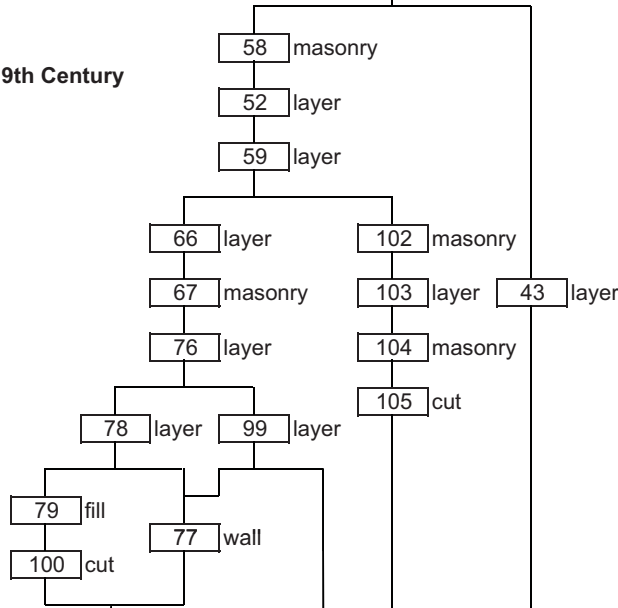 58 masonry
9th Century
52 layer
59 layer
66 layer
102 masonry
67 masonry
103 layer
43 layer
76 layer
104 masonry
105 cut
78 layer
99 layer
79 fill
77 wall
100 cut